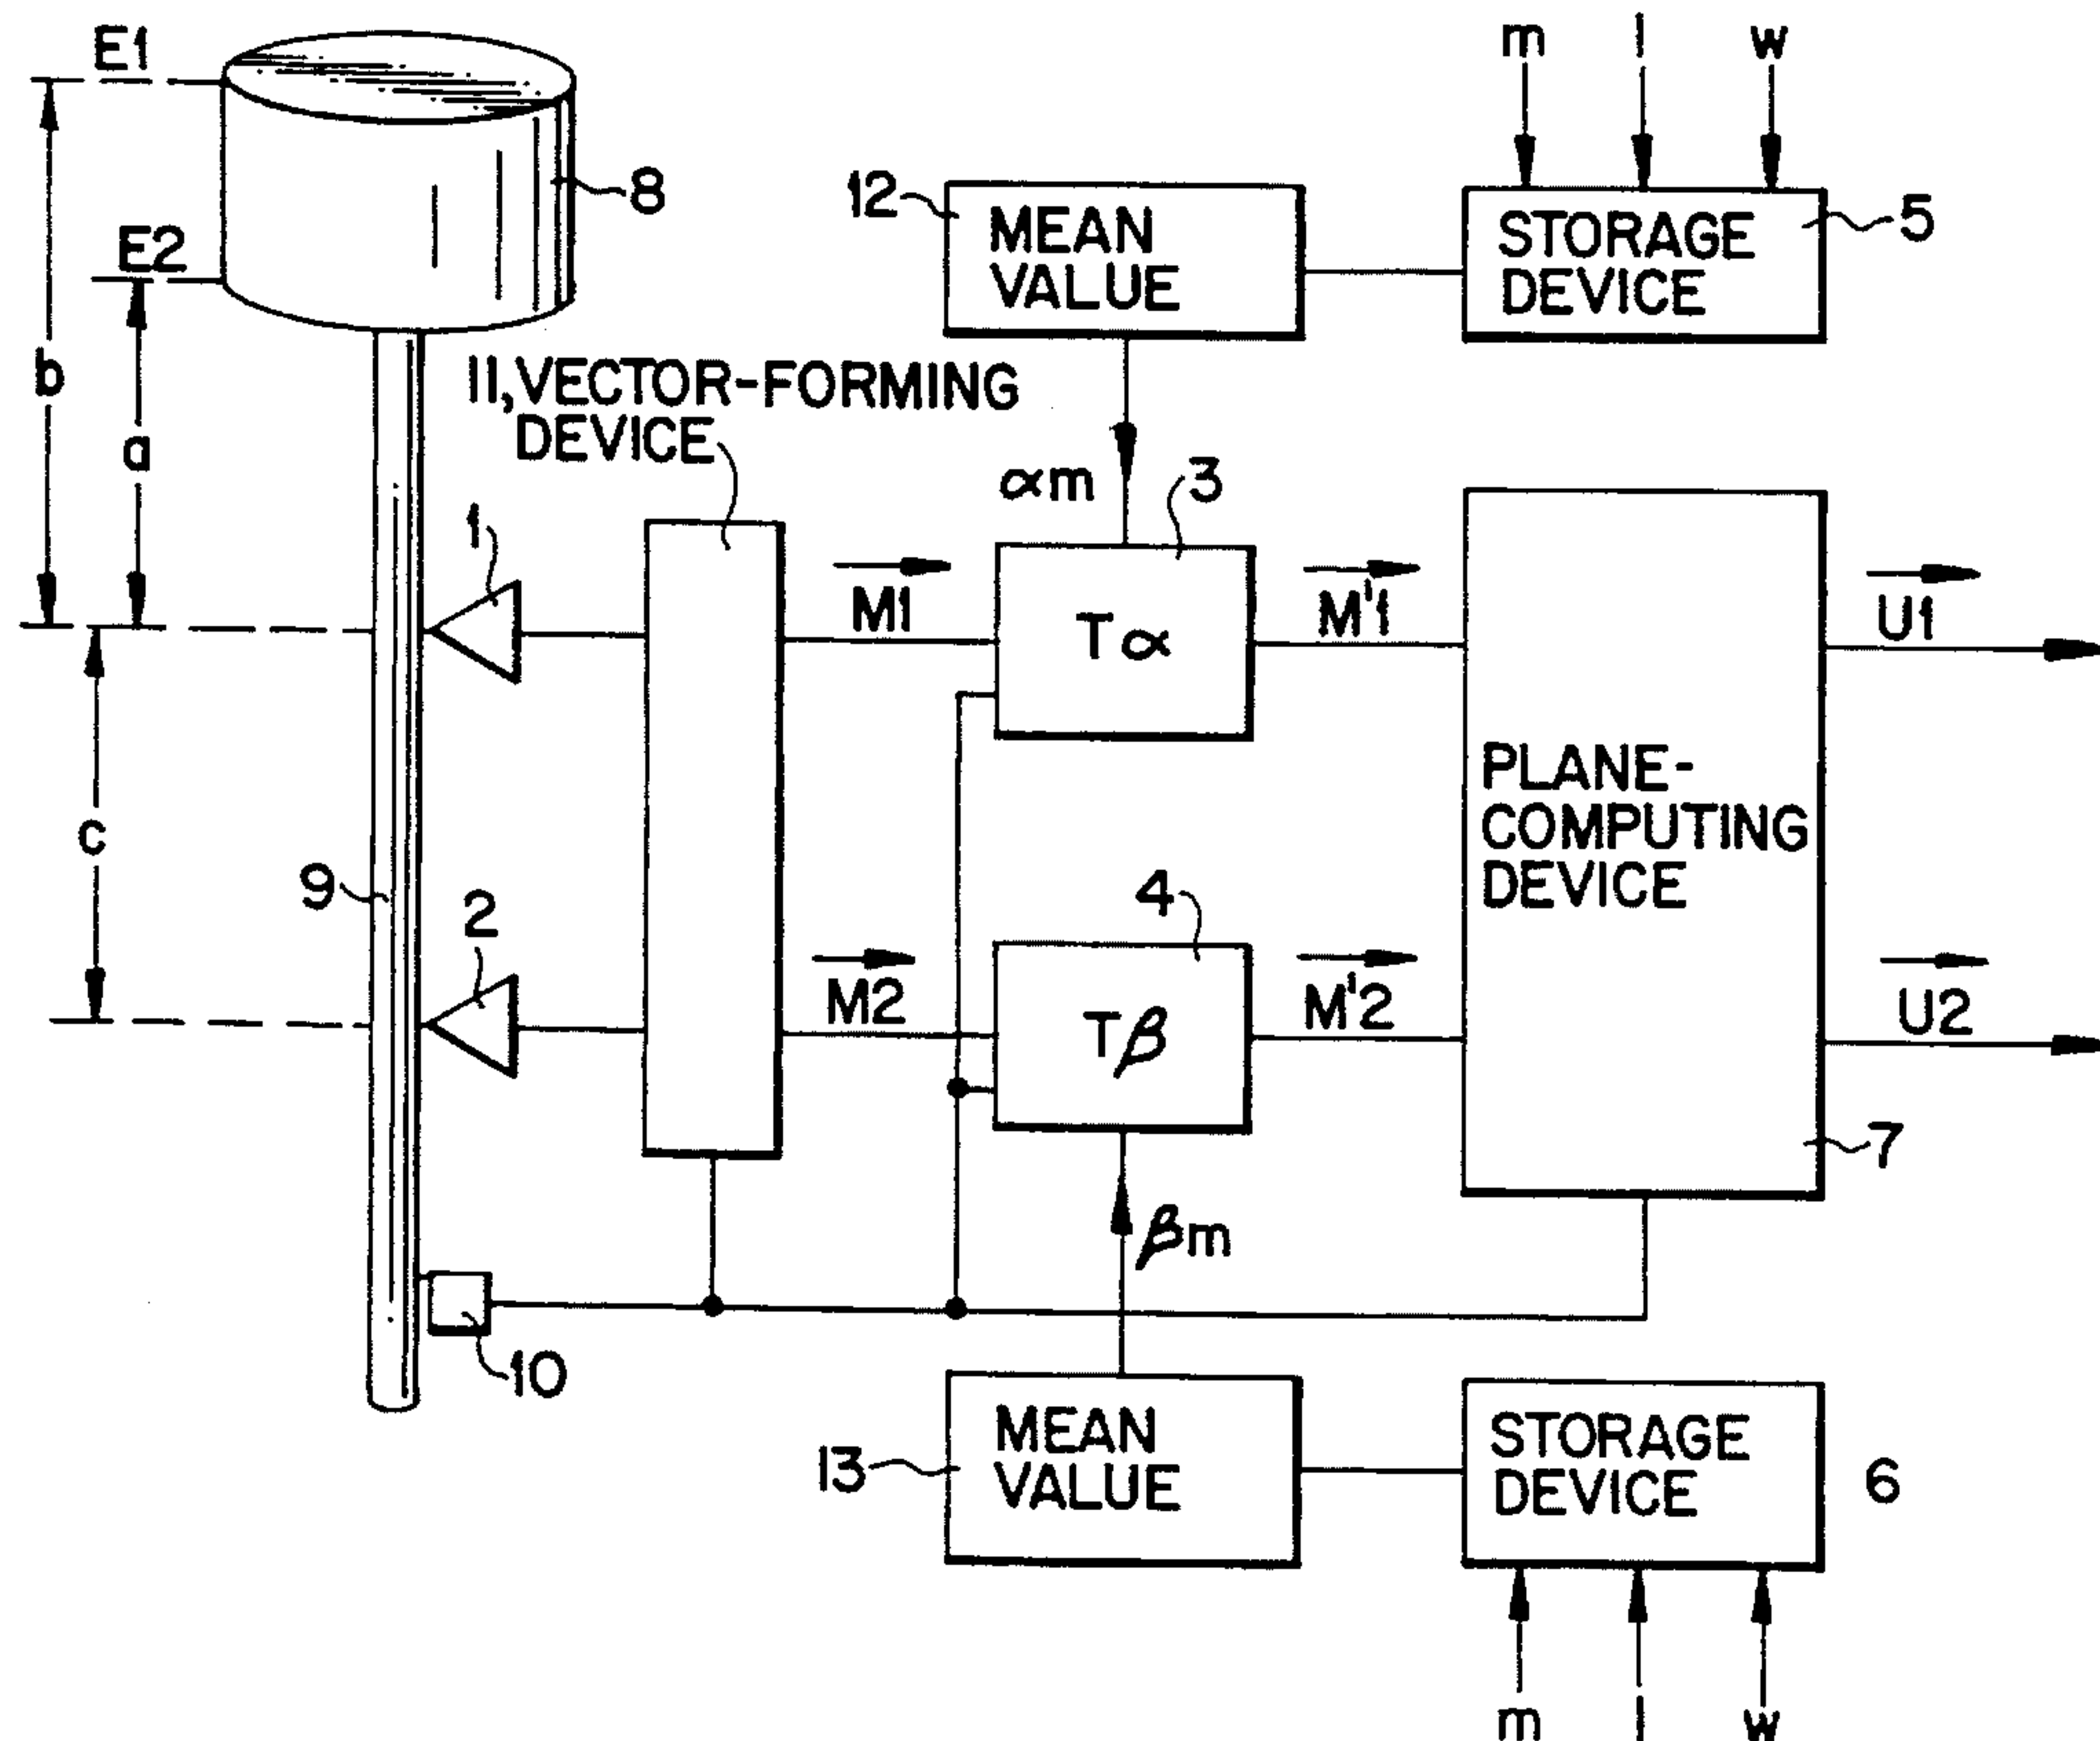 E1
m l w
8
12
MEAN
VALUE
STORAGE
DEVICE
5
E2
b
a
11, VECTOR-FORMING
DEVICE
αm
3
1
M1
Tα
M'1
U1
PLANE-
COMPUTING
DEVICE
c
9
2
4
M2
Tβ
M'2
U2
7
βm
10
MEAN
VALUE
13
STORAGE
DEVICE
6
m l w